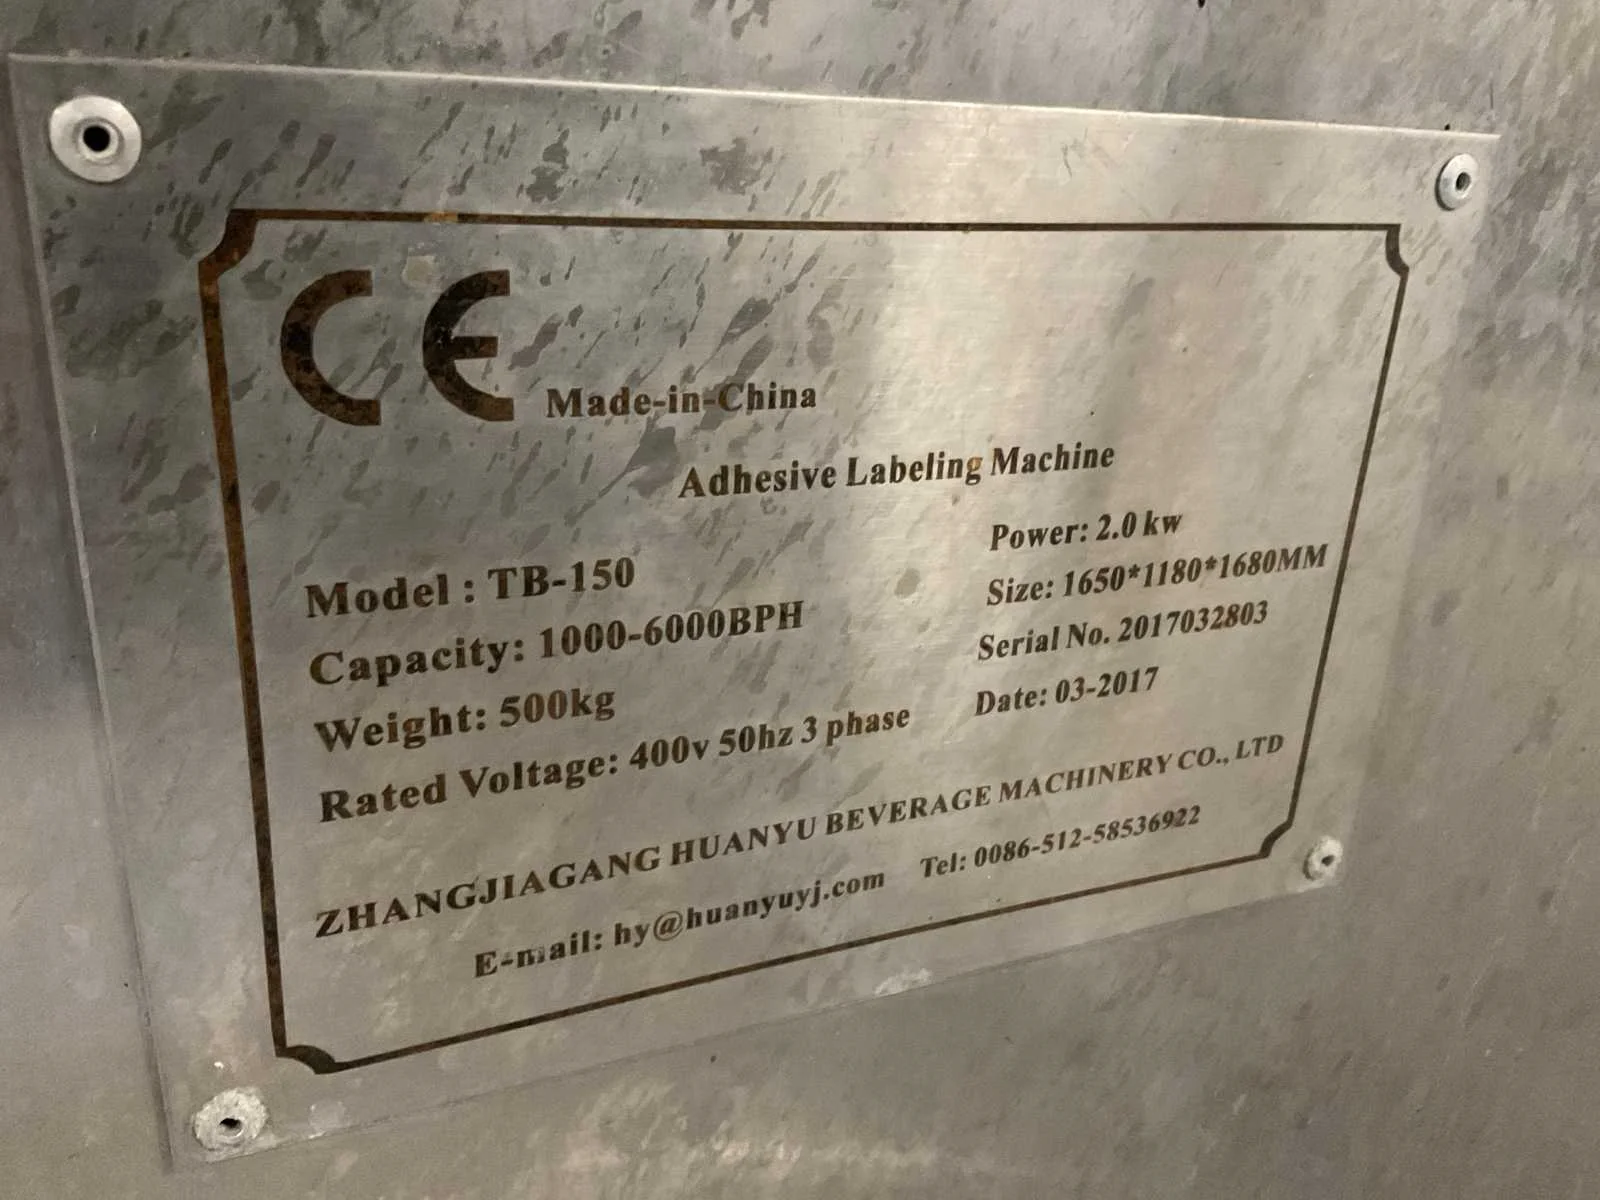 CE Made-in-China
Adhesive Labeling Machine
Model : TB-150
Capacity: 1000-6000BPH
Weight: 500kg
Rated Voltage: 400v 50hz 3 phase
Power: 2.0 kw
Size: 1650*1180*1680MM
Serial No. 2017032803
Date: 03-2017
ZHANGJIAGANG HUANYU BEVERAGE MACHINERY CO., LTD
E-mail: hy@huanyuyj.com Tel: 0086-512-58536922